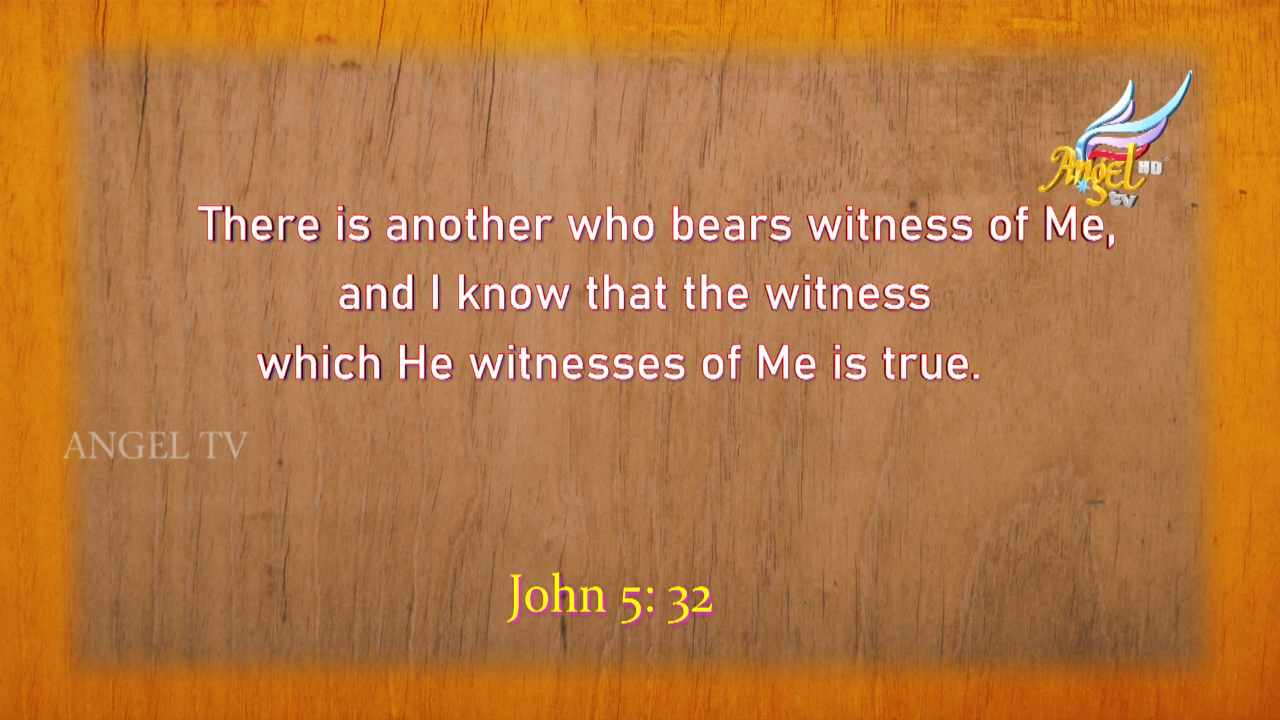 Angel HD
tv
There is another who bears witness of Me,
and I know that the witness
which He witnesses of Me is true.
ANGEL TV
John 5: 32